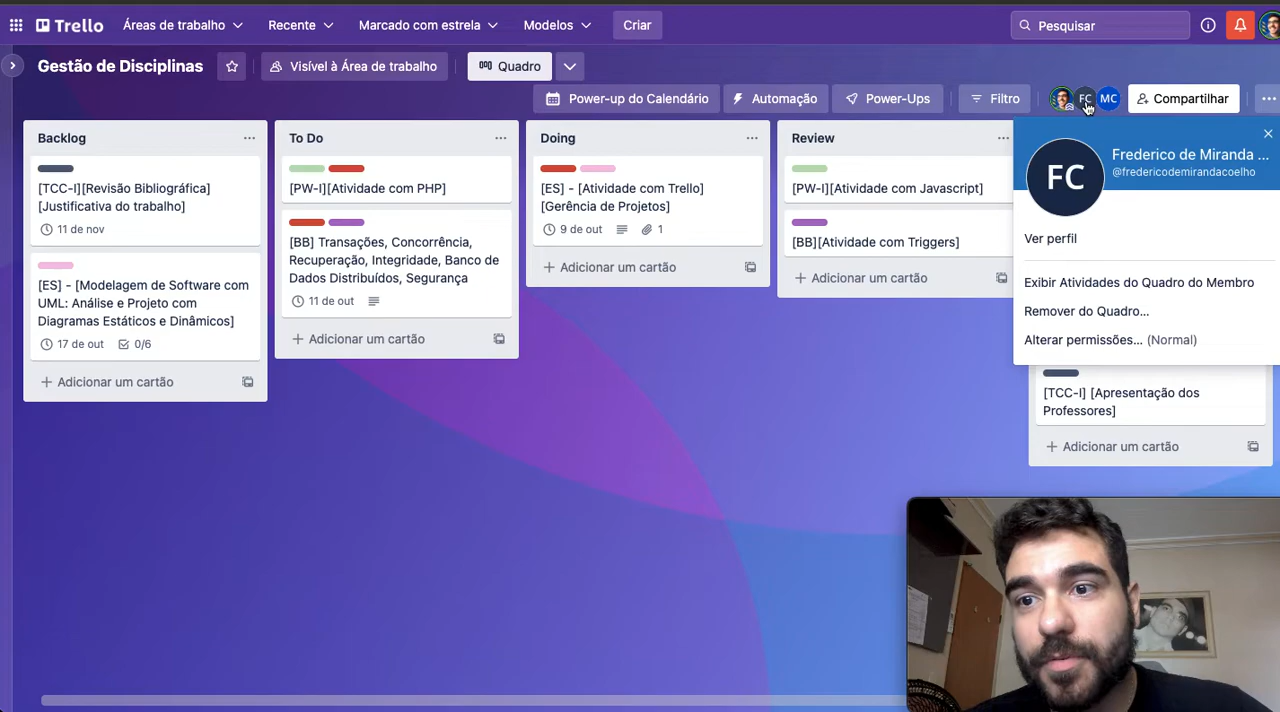 Trello
Áreas de trabalho
Recente
Marcado com estrela
Modelos
Criar
Pesquisar
Gestão de Disciplinas
Visível à Área de trabalho
Quadro
Power-up do Calendário
Automação
Power-Ups
Filtro
FC
MC
Compartilhar
Backlog
[TCC-I][Revisão Bibliográfica]
[Justificativa do trabalho]
11 de nov
[ES] - [Modelagem de Software com
UML: Análise e Projeto com
Diagramas Estáticos e Dinâmicos]
17 de out
0/6
Adicionar um cartão
To Do
[PW-I][Atividade com PHP]
[BB] Transações, Concorrência,
Recuperação, Integridade, Banco de
Dados Distribuídos, Segurança
11 de out
Adicionar um cartão
Doing
[ES] - [Atividade com Trello]
[Gerência de Projetos]
9 de out
1
Adicionar um cartão
Review
[PW-I][Atividade com Javascript]
[BB][Atividade com Triggers]
Adicionar um cartão
FC
Frederico de Miranda ...
@fredericodemirandacoelho
Ver perfil
Exibir Atividades do Quadro do Membro
Remover do Quadro...
Alterar permissões... (Normal)
[TCC-I] [Apresentação dos
Professores]
Adicionar um cartão